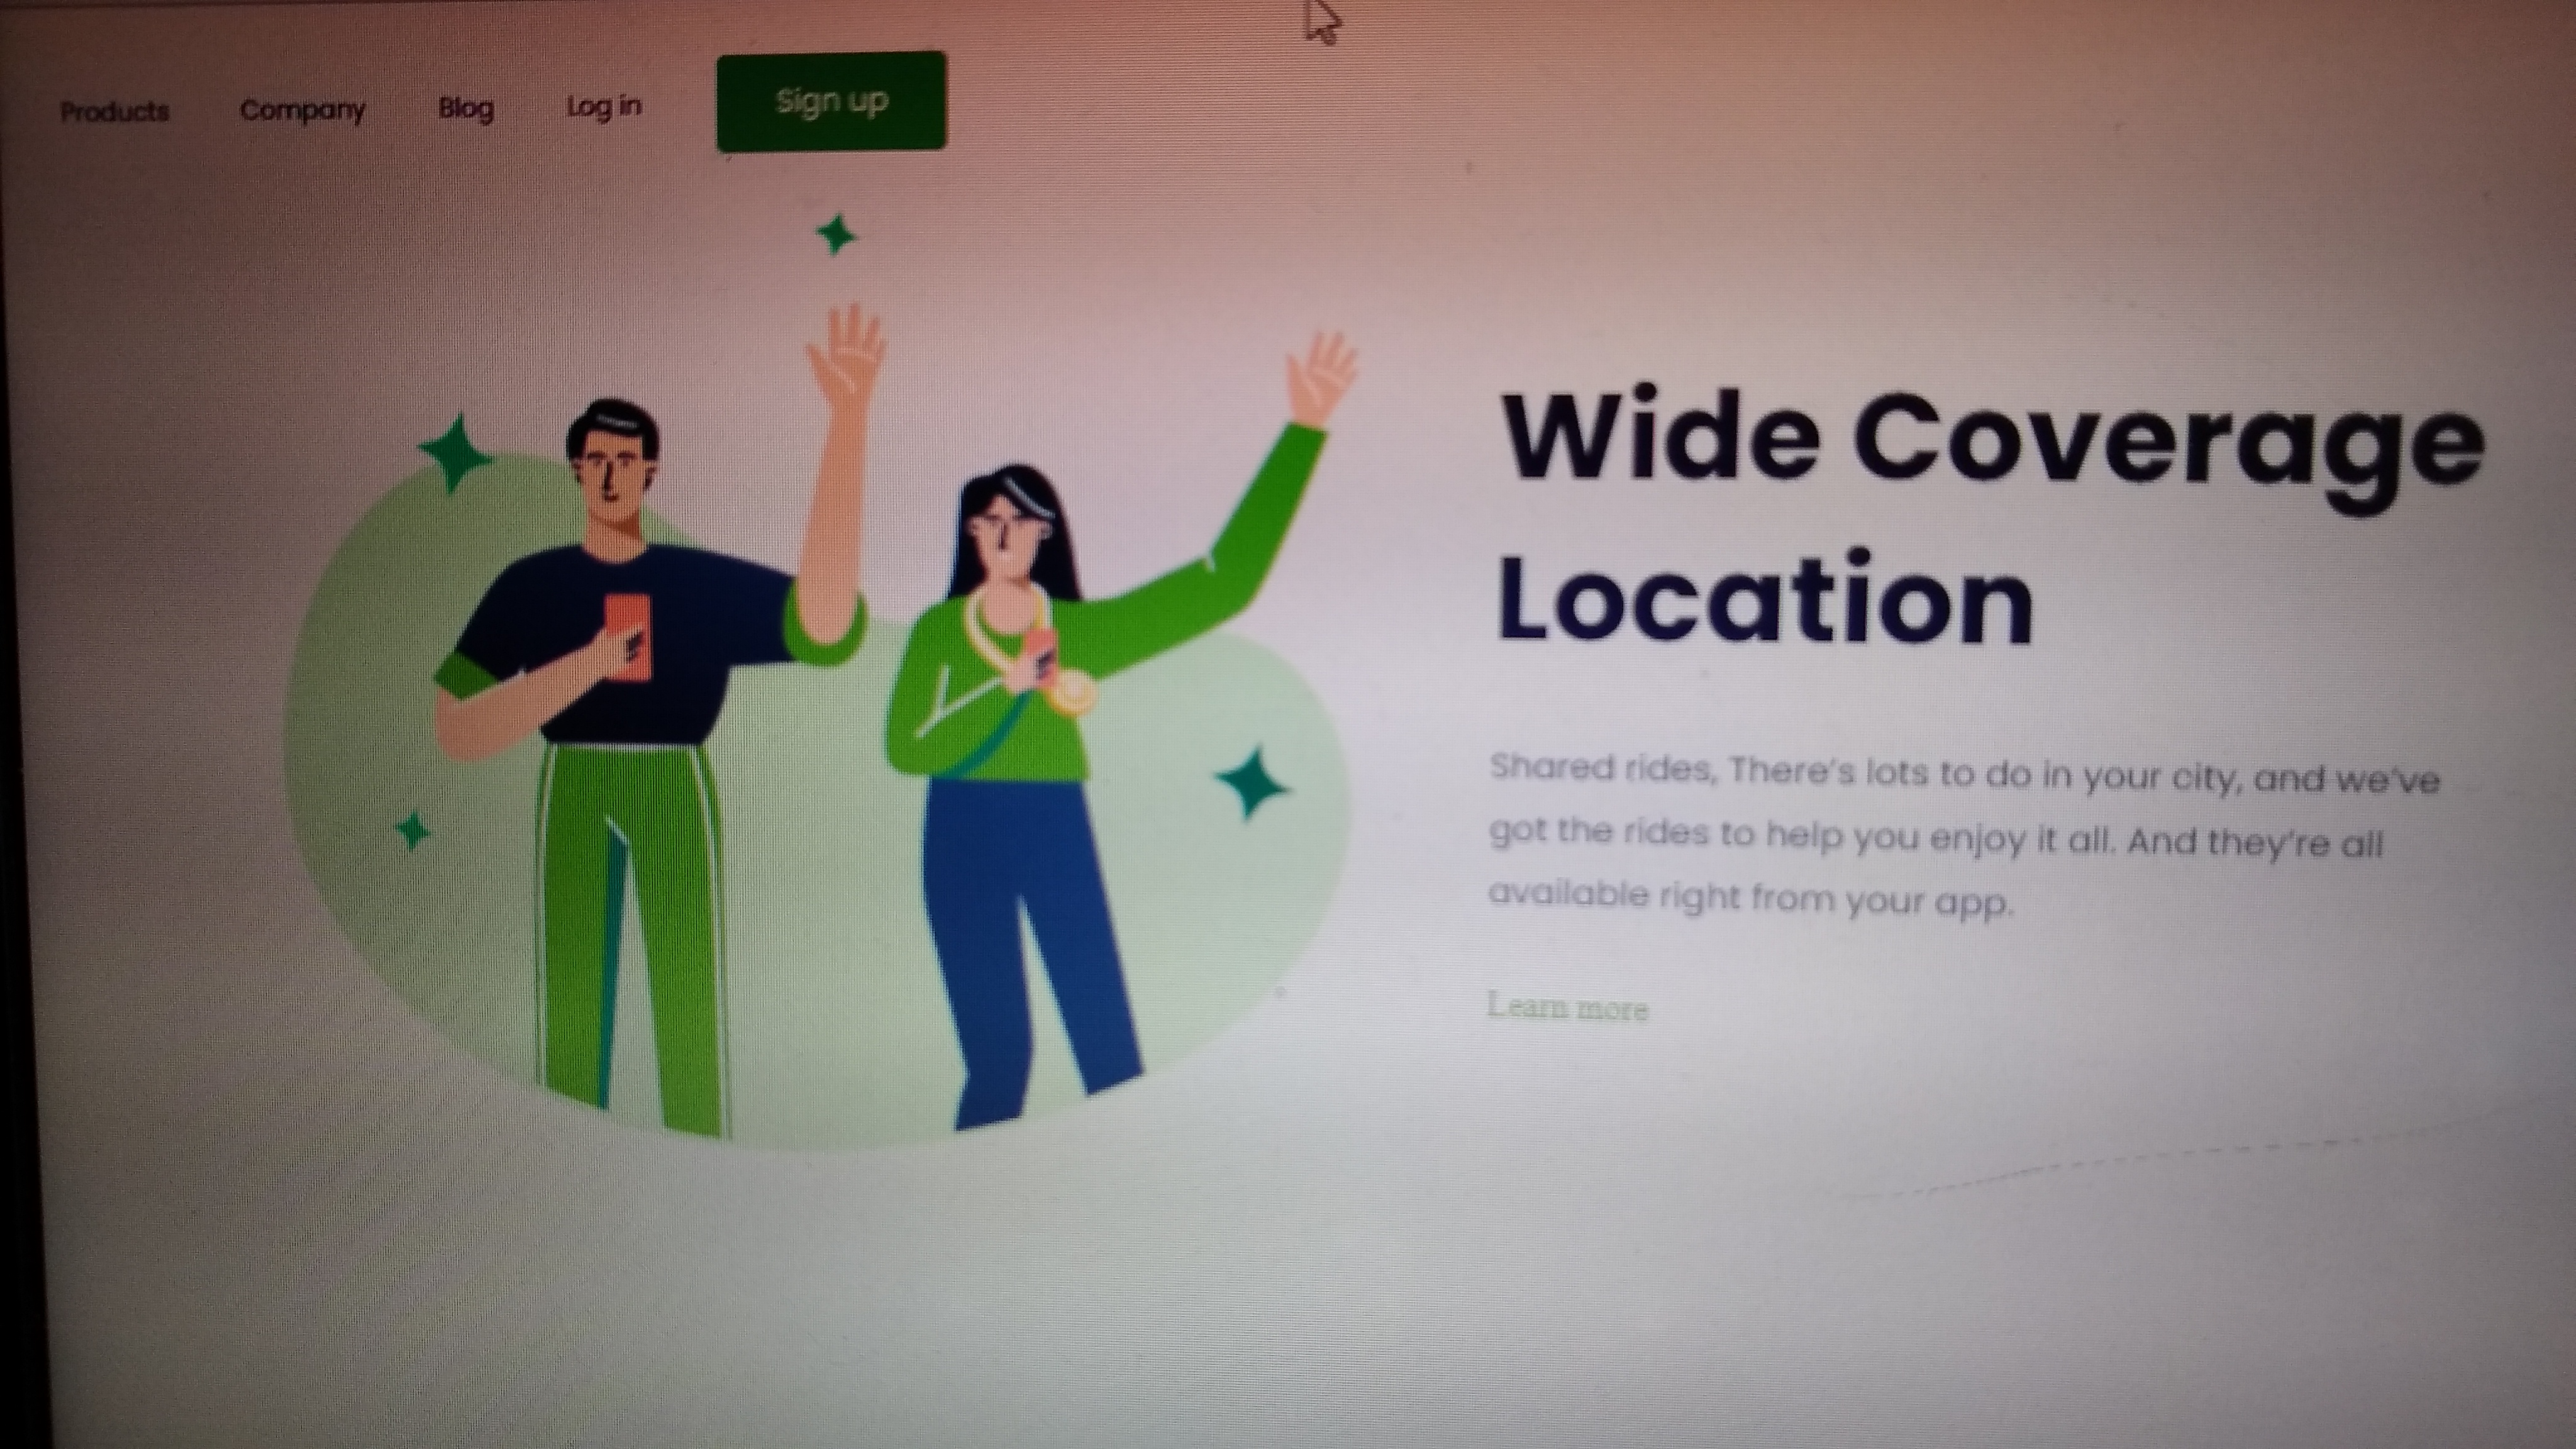 Products Company Blog Log in Sign up
Wide Coverage
Location
Shared rides, There's lots to do in your city, and we've
got the rides to help you enjoy it all. And they're all
available right from your app.
Learn more